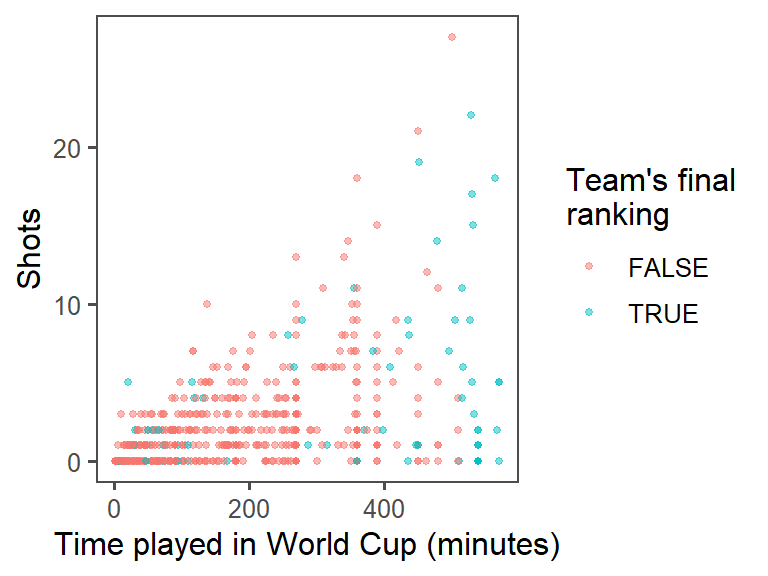 20
10
0
Shots
0 200 400
Time played in World Cup (minutes)
Team's final
ranking
FALSE
TRUE